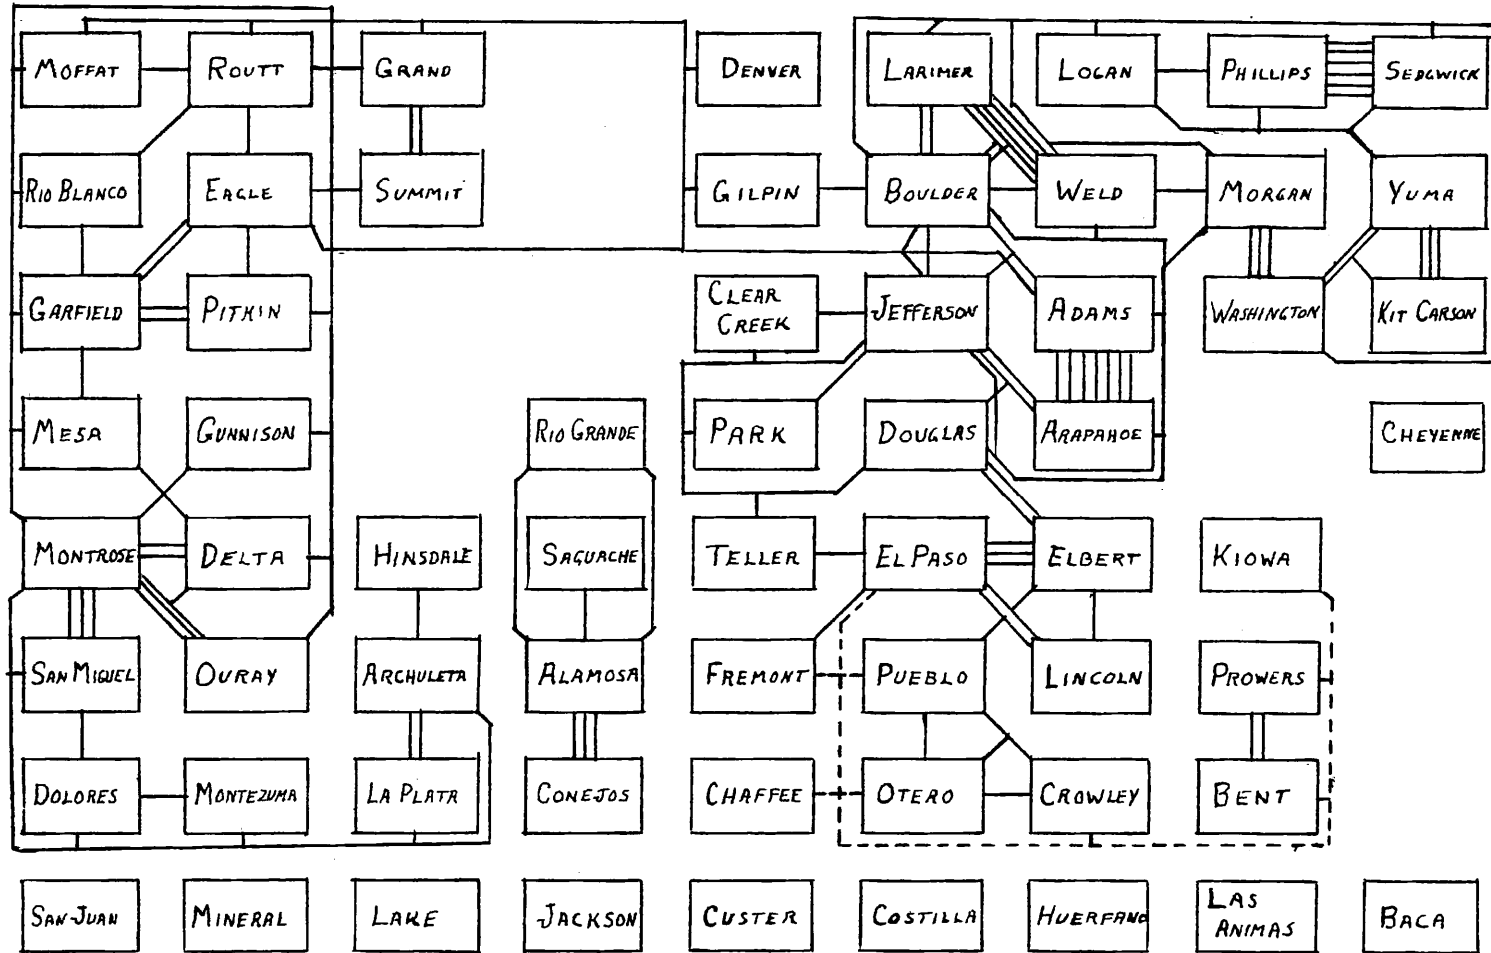 MOFFAT
ROUTT
GRAND
DENVER
LARIMER
LOGAN
PHILLIPS
SEDGWICK
RIO BLANCO
EAGLE
SUMMIT
GILPIN
BOULDER
WELD
MORGAN
YUMA
GARFIELD
PITKIN
CLEAR
CREEK
JEFFERSON
ADAMS
WASHINGTON
KIT CARSON
MESA
GUNNISON
RIO GRANDE
PARK
DOUGLAS
ARAPAHOE
CHEYENNE
MONTROSE
DELTA
HINSDALE
SAGUACHE
TELLER
EL PASO
ELBERT
KIOWA
SAN MIGUEL
OURAY
ARCHULETA
ALAMOSA
FREMONT
PUEBLO
LINCOLN
PROWERS
DOLORES
MONTEZUMA
LA PLATA
CONEJOS
CHAFFEE
OTERO
CROWLEY
BENT
SAN JUAN
MINERAL
LAKE
JACKSON
CUSTER
COSTILLA
HUERFANO
LAS
ANIMAS
BACA